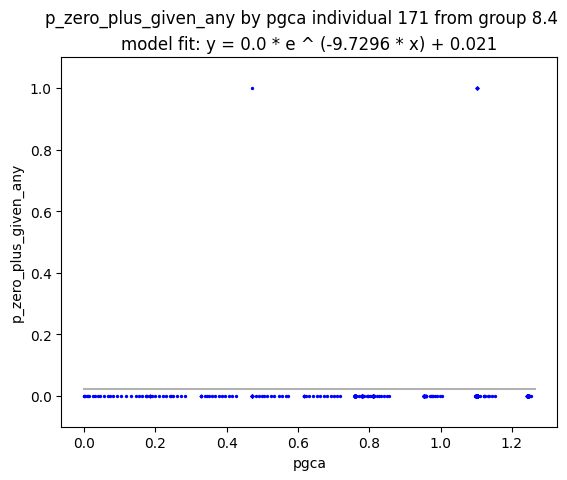 p_zero_plus_given_any by pgca individual 171 from group 8.4
model fit: y = 0.0 * e ^ (-9.7296 * x) + 0.021
1.0
0.8
0.6
0.4
0.2
0.0
p_zero_plus_given_any
0.0 0.2 0.4 0.6 0.8 1.0 1.2
pgca